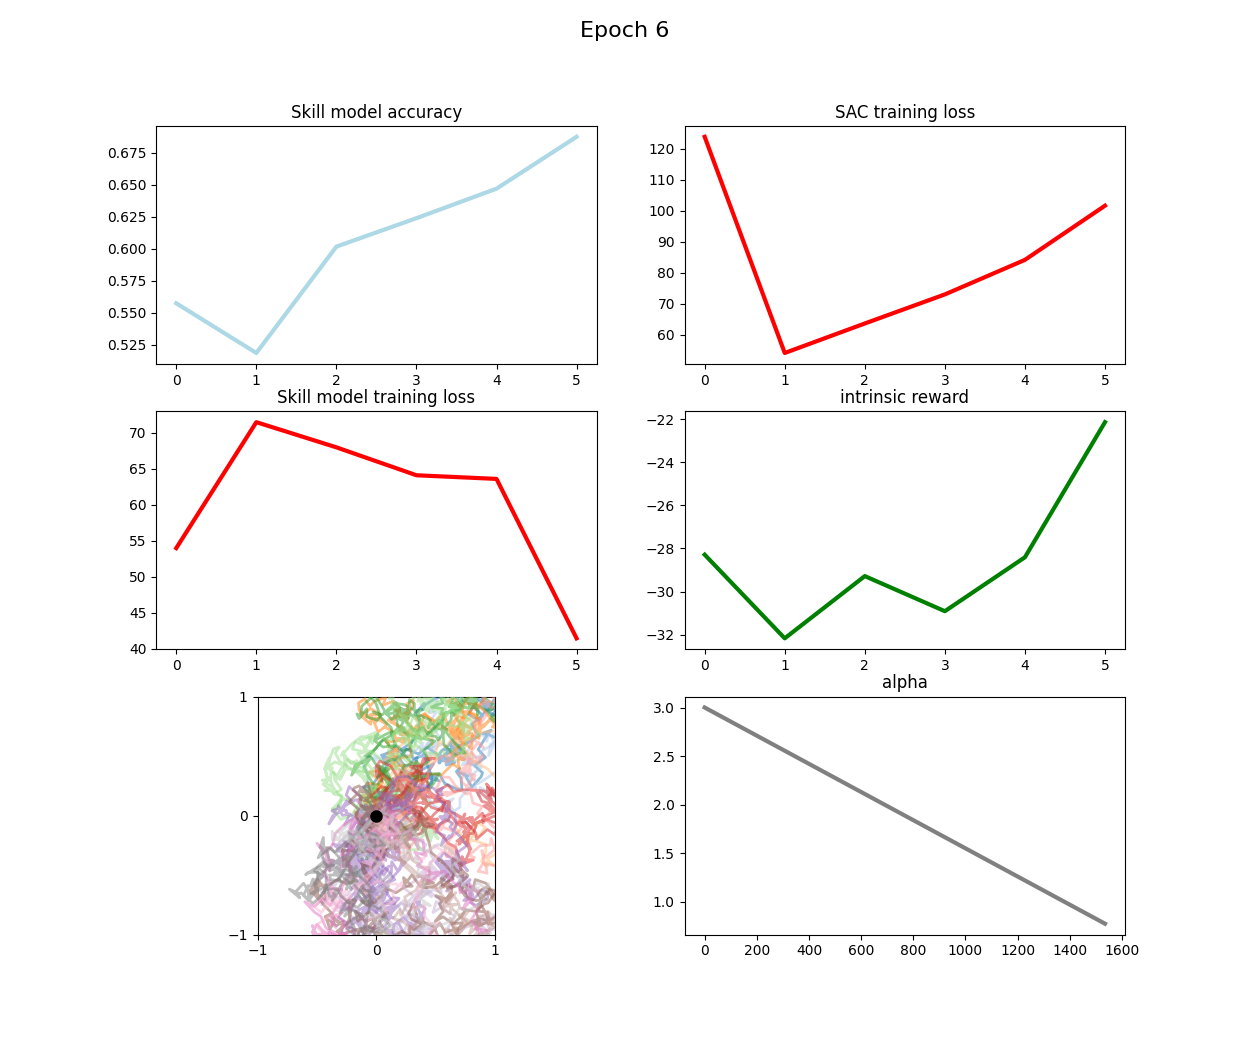 Epoch 6
Skill model accuracy
0.675
0.650
0.625
0.600
0.575
0.550
0.525
0 1 2 3 4 5
SAC training loss
120
110
100
90
80
70
60
0 1 2 3 4 5
Skill model training loss
70
65
60
55
50
45
40
0 1 2 3 4 5
intrinsic reward
−22
−24
−26
−28
−30
−32
0 1 2 3 4 5
1
0
−1
−1 0 1
alpha
3.0
2.5
2.0
1.5
1.0
0 200 400 600 800 1000 1200 1400 1600